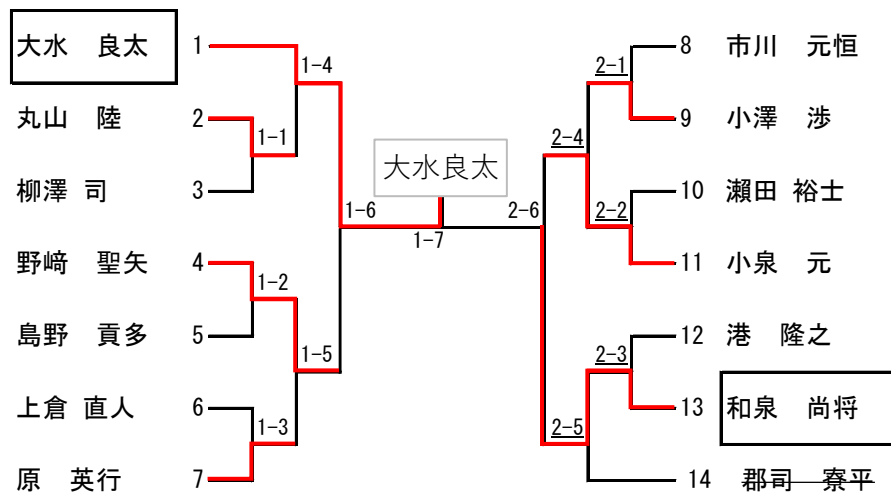 大水　良太 1
1-4
丸山　陸 2
1-1
柳澤 司 3
1-6
野﨑　聖矢 4
1-2
島野　貢多 5
1-5
上倉 直人 6
1-3
原　英行 7
大水良太
1-7
2-6
8 市川　元恒
2-1
9 小澤　渉
2-4
10 瀨田 裕士
2-2
11 小泉　元
12 港　隆之
2-3
13 和泉　尚将
2-5
14 郡司　寮平